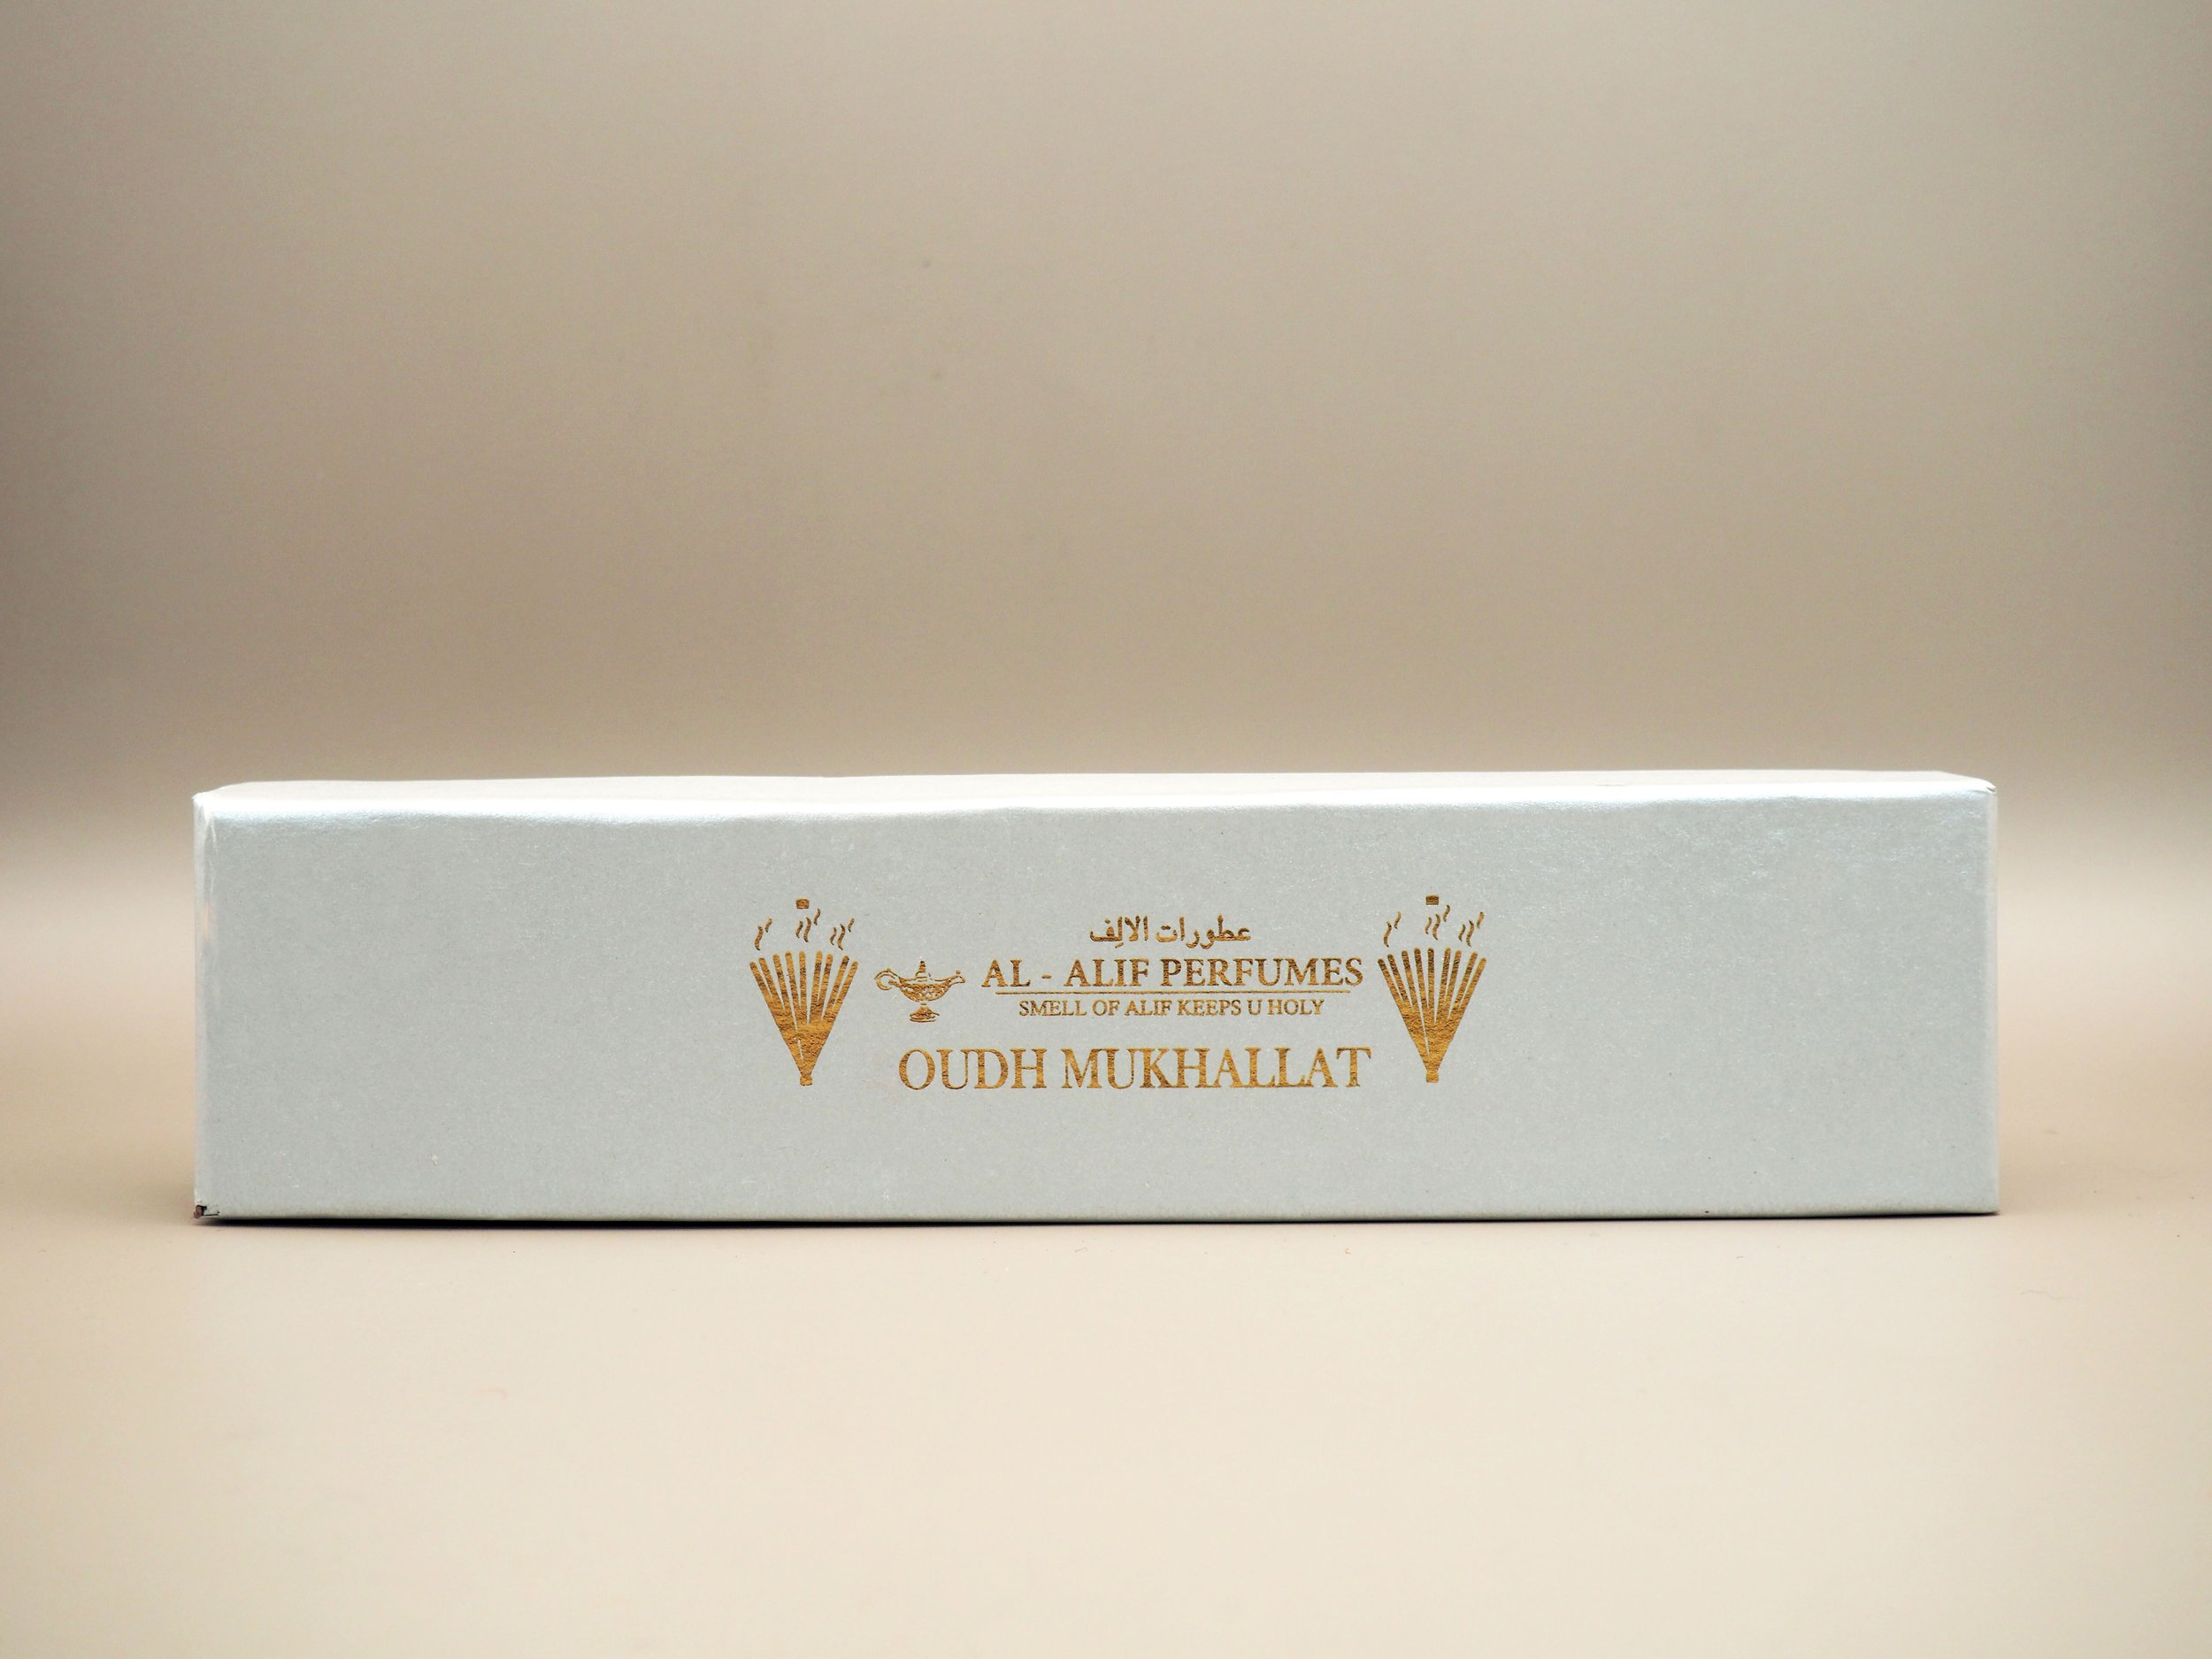 عطورات الالف
AL - ALIF PERFUMES
SMELL OF ALIF KEEPS U HOLY
OUDH MUKHALLAT